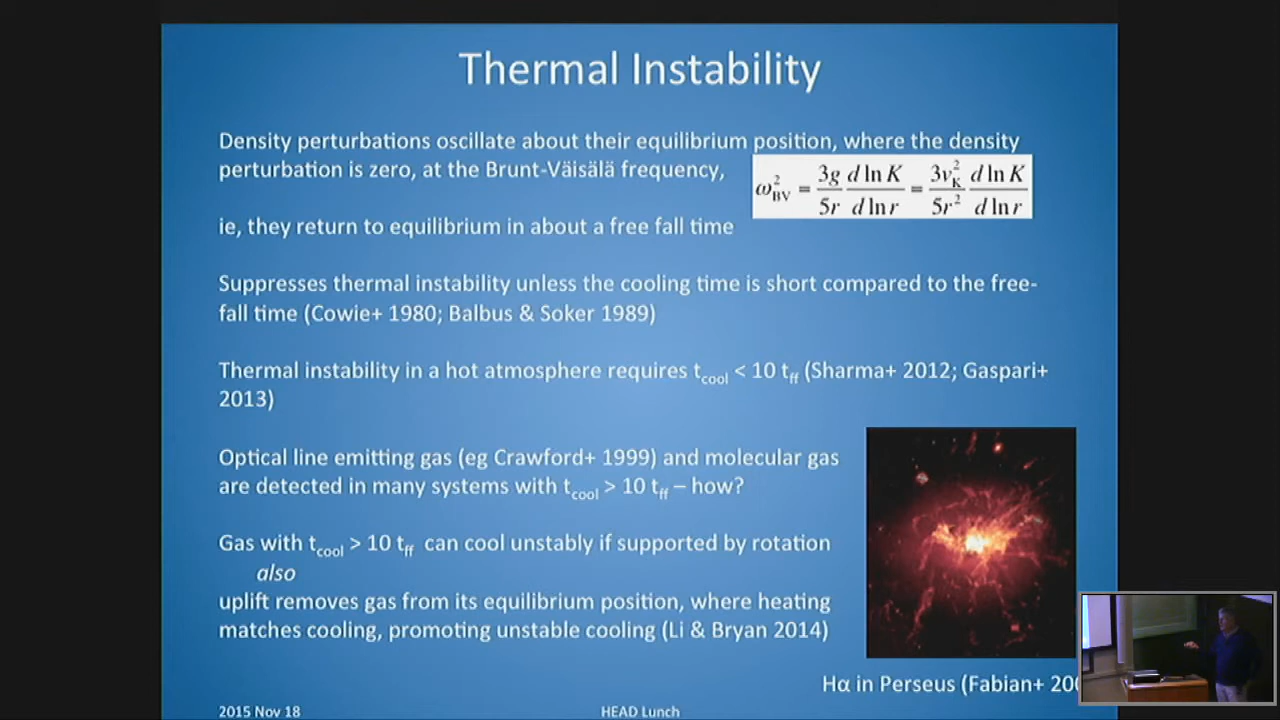 Thermal Instability
Density perturbations oscillate about their equilibrium position, where the density
perturbation is zero, at the Brunt-Väisälä frequency,
ω²_BV = 3g/5r d ln K/d ln r = 3v²_K/5r² d ln K/d ln r
ie, they return to equilibrium in about a free fall time
Suppresses thermal instability unless the cooling time is short compared to the free-
fall time (Cowie+ 1980; Balbus & Soker 1989)
Thermal instability in a hot atmosphere requires t_cool < 10 t_ff (Sharma+ 2012; Gaspari+
2013)
Optical line emitting gas (eg Crawford+ 1999) and molecular gas
are detected in many systems with t_cool > 10 t_ff – how?
Gas with t_cool > 10 t_ff can cool unstably if supported by rotation
also
uplift removes gas from its equilibrium position, where heating
matches cooling, promoting unstable cooling (Li & Bryan 2014)
Hα in Perseus (Fabian+
2015 Nov 18
HEAD Lunch